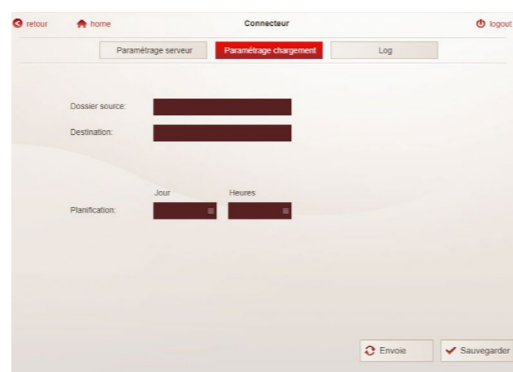 retour home Connecteur logout
Paramétrage serveur Paramétrage chargement Log
Dossier source:
Destination:
Jour Heures
Planification:
Envoie Sauvegarder